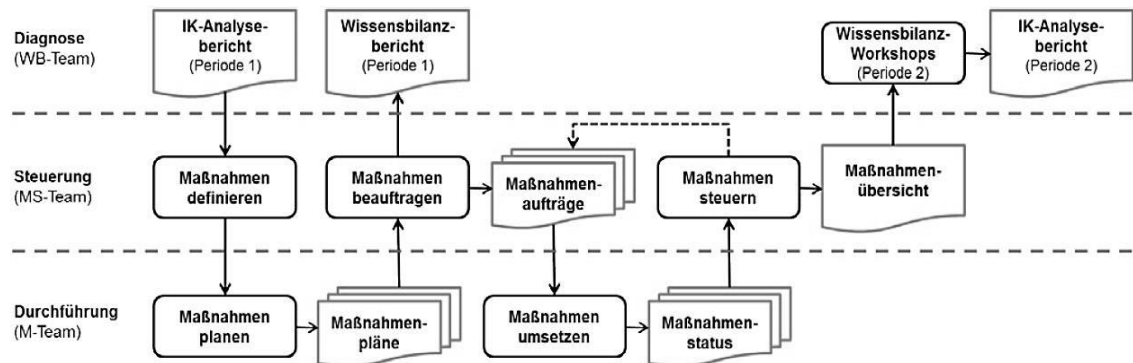 Diagnose
(WB-Team)
IK-Analyse-
bericht
(Periode 1)
Wissensbilanz-
bericht
(Periode 1)
Wissensbilanz-
Workshops
(Periode 2)
IK-Analyse-
bericht
(Periode 2)
Steuerung
(MS-Team)
Maßnahmen
definieren
Maßnahmen
beauftragen
Maßnahmen-
aufträge
Maßnahmen
steuern
Maßnahmen-
übersicht
Durchführung
(M-Team)
Maßnahmen
planen
Maßnahmen-
pläne
Maßnahmen
umsetzen
Maßnahmen-
status